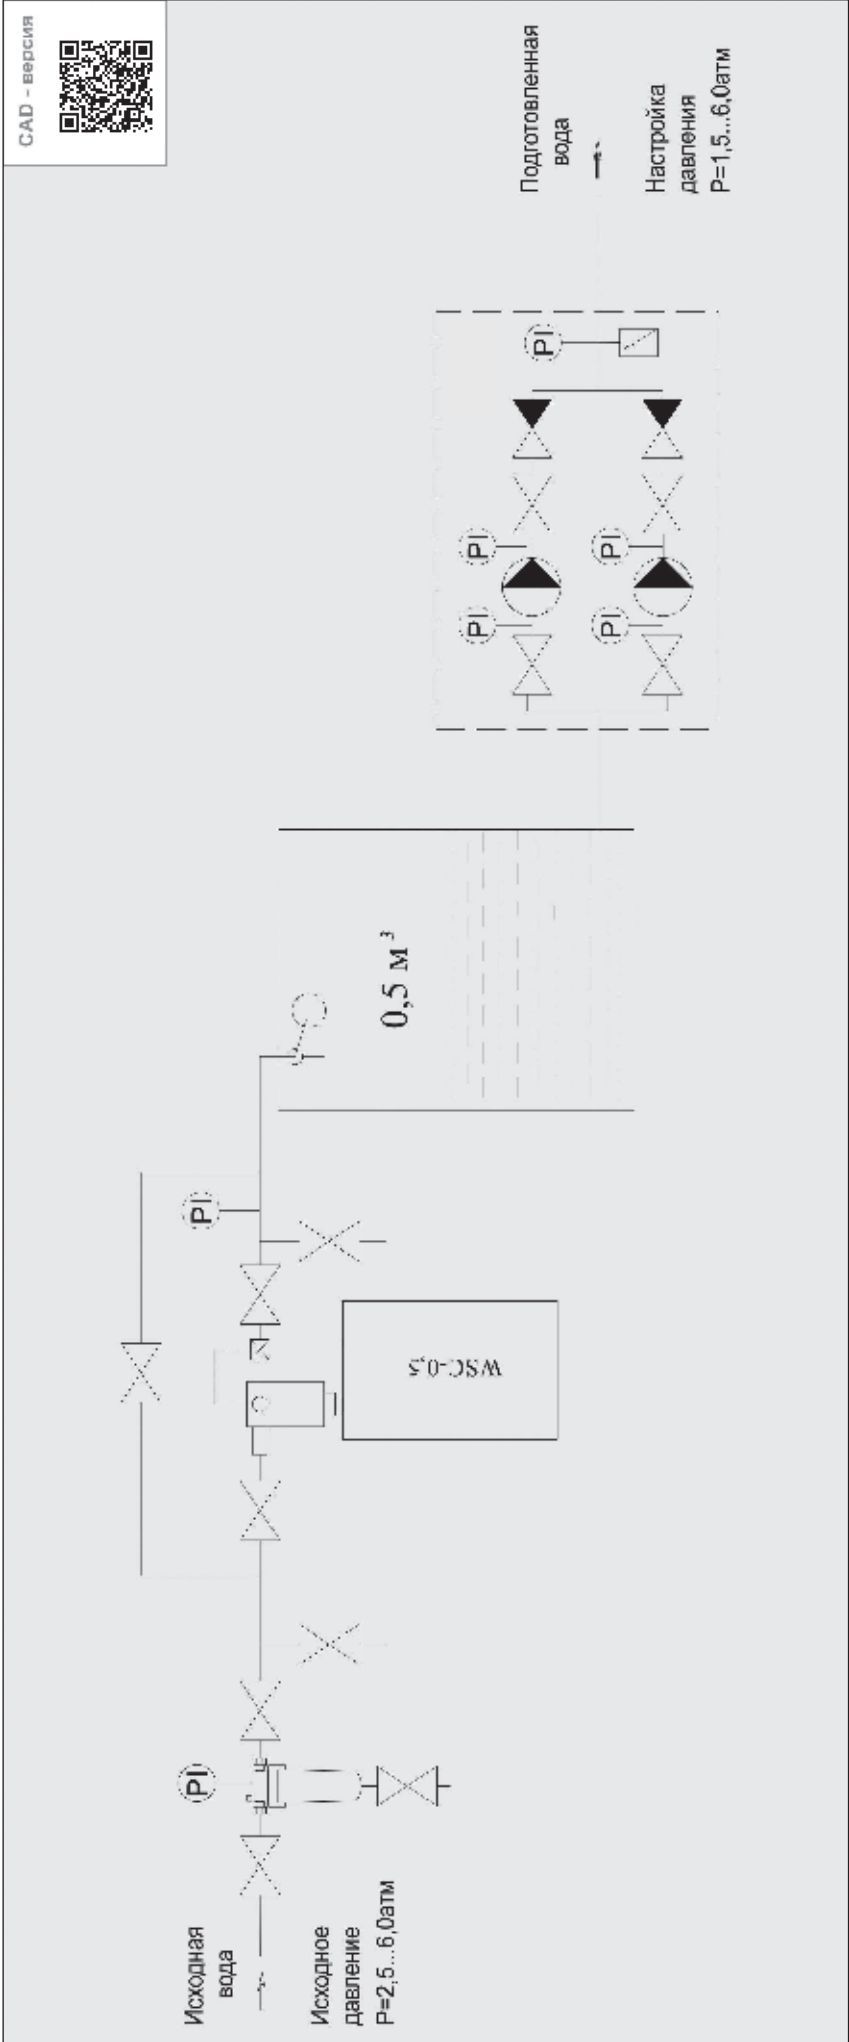 CAD - версия
Исходная
вода
Исходное
давление
P=2,5...6,0атм
PI
WSC-0,5
PI
0,5 м³
PI
PI
PI
PI
PI
Подготовленная
вода
Настройка
давления
P=1,5...6,0атм